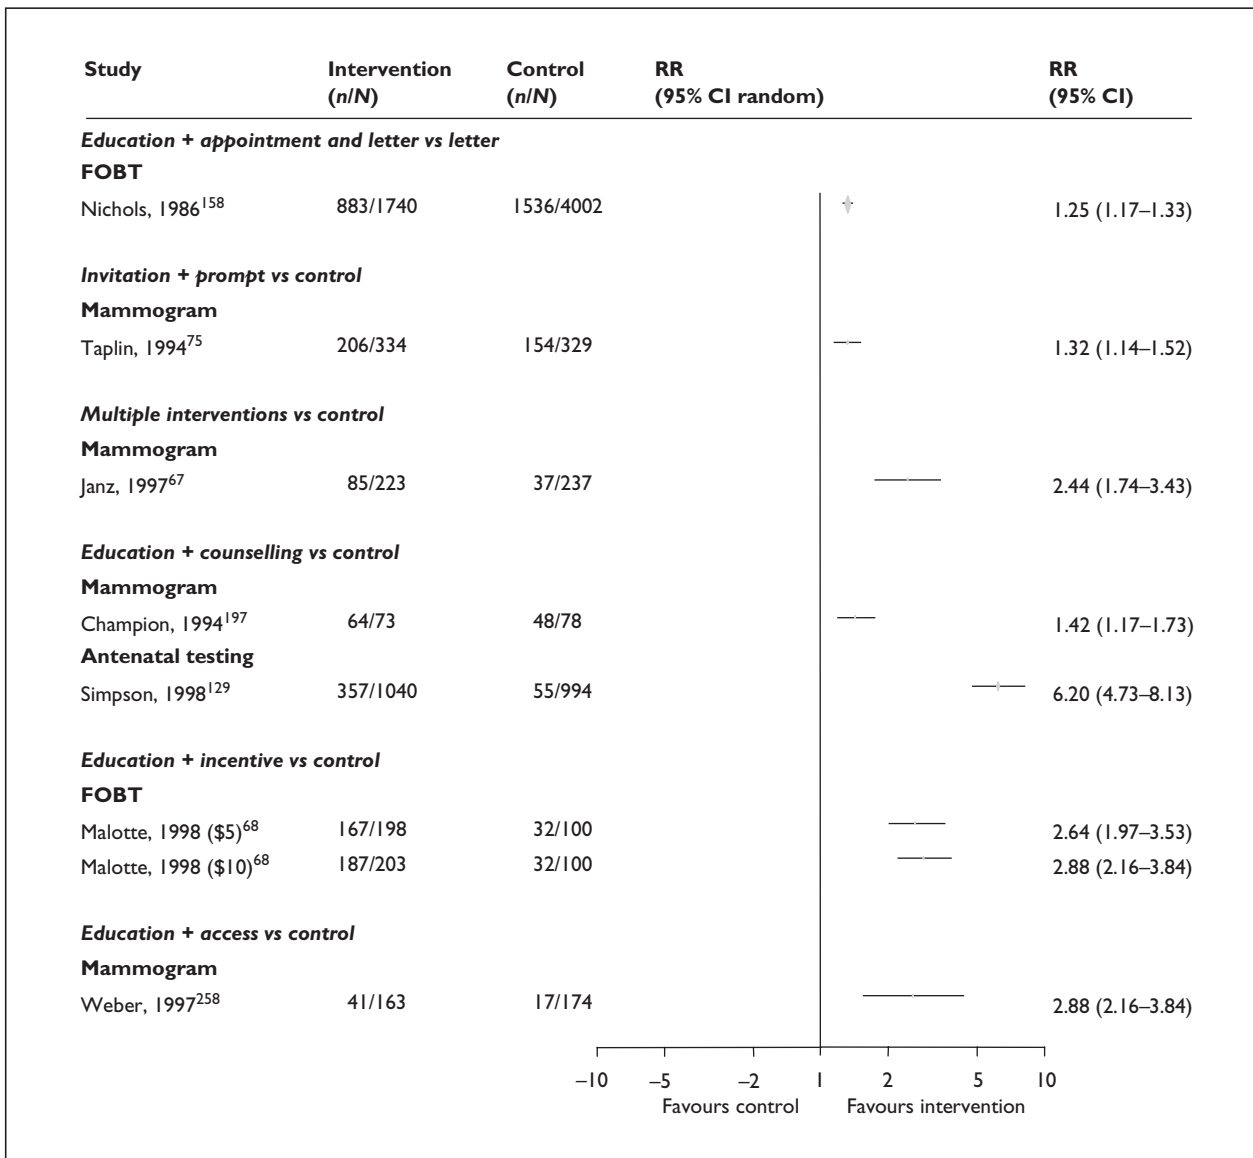 Study Intervention Control RR RR
(n/N) (n/N) (95% CI random) (95% CI)
Education + appointment and letter vs letter
FOBT
Nichols, 1986158 883/1740 1536/4002 1.25 (1.17–1.33)
Invitation + prompt vs control
Mammogram
Taplin, 199475 206/334 154/329 1.32 (1.14–1.52)
Multiple interventions vs control
Mammogram
Janz, 199767 85/223 37/237 2.44 (1.74–3.43)
Education + counselling vs control
Mammogram
Champion, 1994197 64/73 48/78 1.42 (1.17–1.73)
Antenatal testing
Simpson, 1998129 357/1040 55/994 6.20 (4.73–8.13)
Education + incentive vs control
FOBT
Malotte, 1998 ($5)68 167/198 32/100 2.64 (1.97–3.53)
Malotte, 1998 ($10)68 187/203 32/100 2.88 (2.16–3.84)
Education + access vs control
Mammogram
Weber, 1997258 41/163 17/174 2.88 (2.16–3.84)
–10 –5 –2 1 2 5 10
Favours control Favours intervention